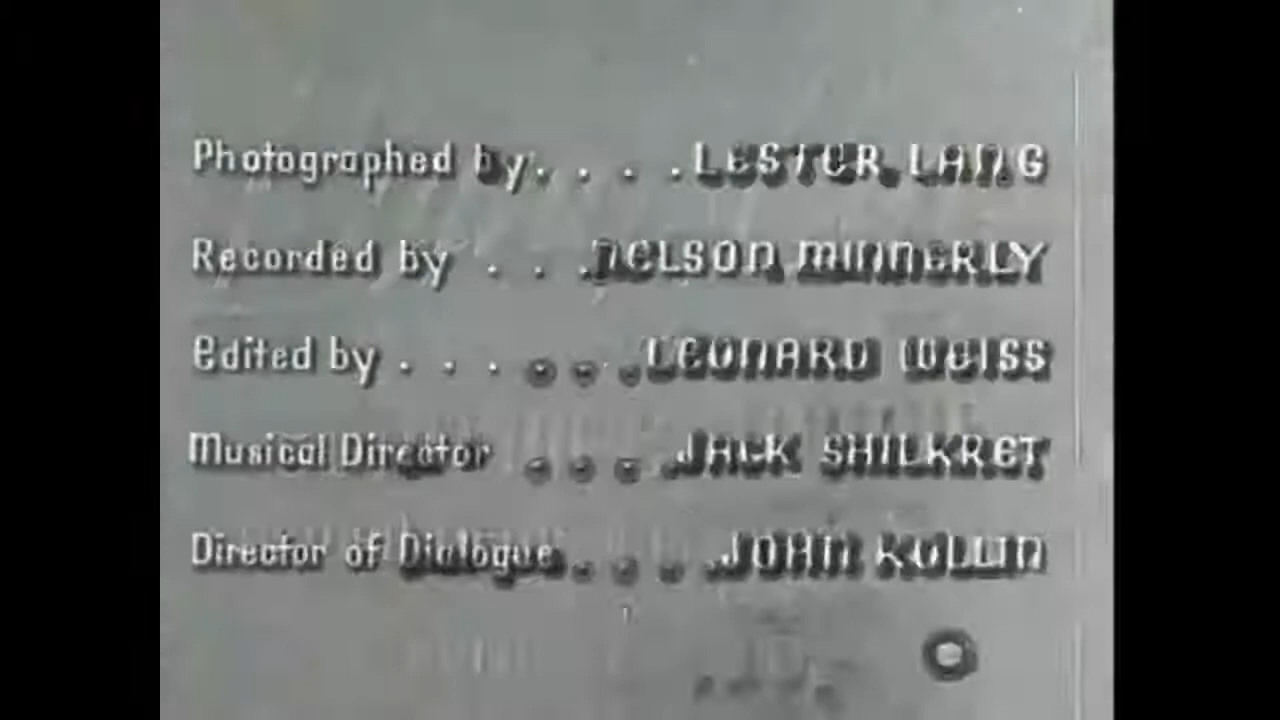 Photographed by. . . . LESTER LANG
Recorded by . . . NELSON MINNERLY
Edited by . . . . . . LEONARD WEISS
Musical Director . . . . JACK SHILKRET
Director of Dialogue . . . . JOHN KOLLIN